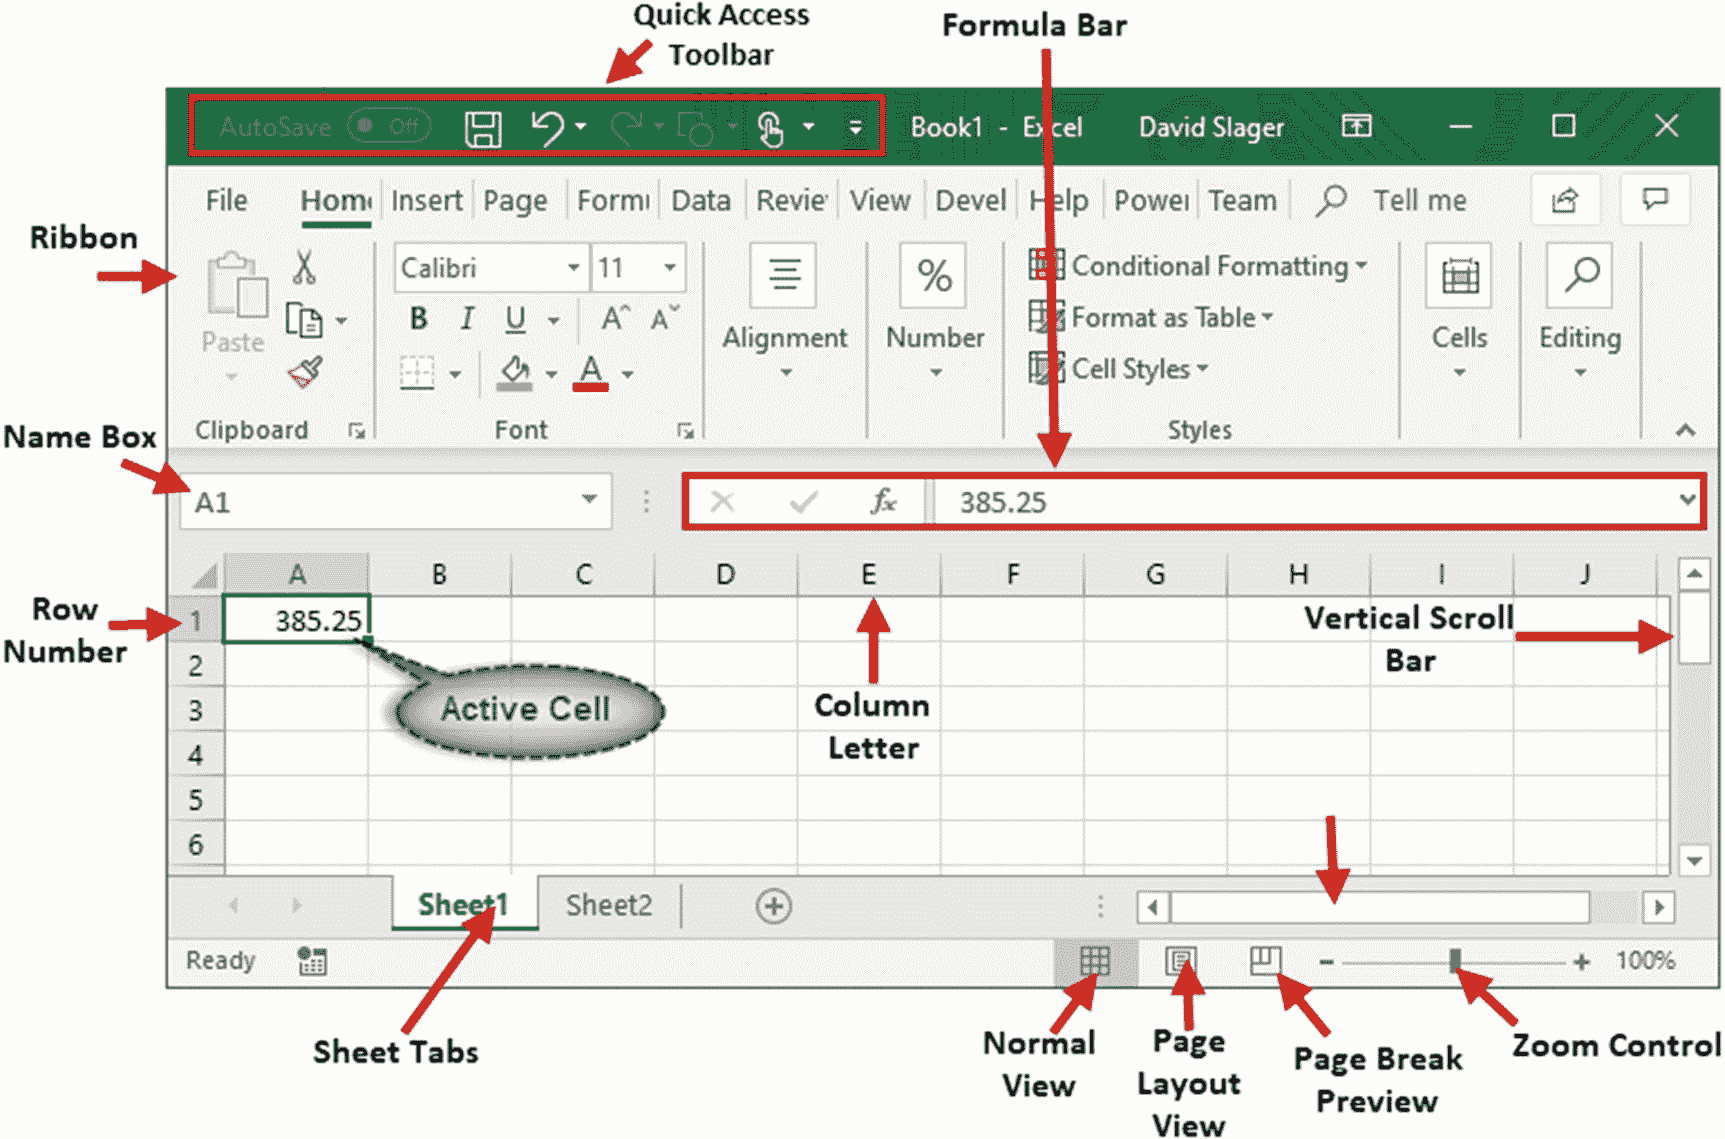 Quick Access
Toolbar
Formula Bar
AutoSave Off Book1 - Excel David Slager
File Home Insert Page Formu Data Review View Devel Help Power Team Tell me
Ribbon
Paste
Calibri 11
B I U A A
A
Alignment
%
Number
Conditional Formatting
Format as Table
Cell Styles
Cells
Editing
Clipboard Font Styles
Name Box
A1 fx 385.25
A B C D E F G H I J
Row
Number
1 385.25
2
3
4
5
6
Active Cell
Column
Letter
Vertical Scroll
Bar
Sheet1 Sheet2
Ready 100%
Sheet Tabs
Normal
View
Page
Layout
View
Page Break
Preview
Zoom Control